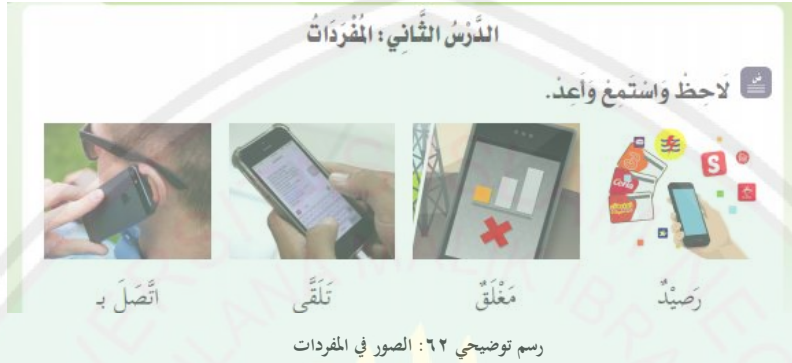 الدَّرْسُ الثَّانِي: المُفْرَدَاتُ
لَاحِظْ وَاسْتَمِعْ وَأَعِدْ.
رَصِيْدٌ
مَغْلَقٌ
تَلَقَّى
اتَّصَلَ بـ
رسم توضيحي ٦٢: الصور في المفردات